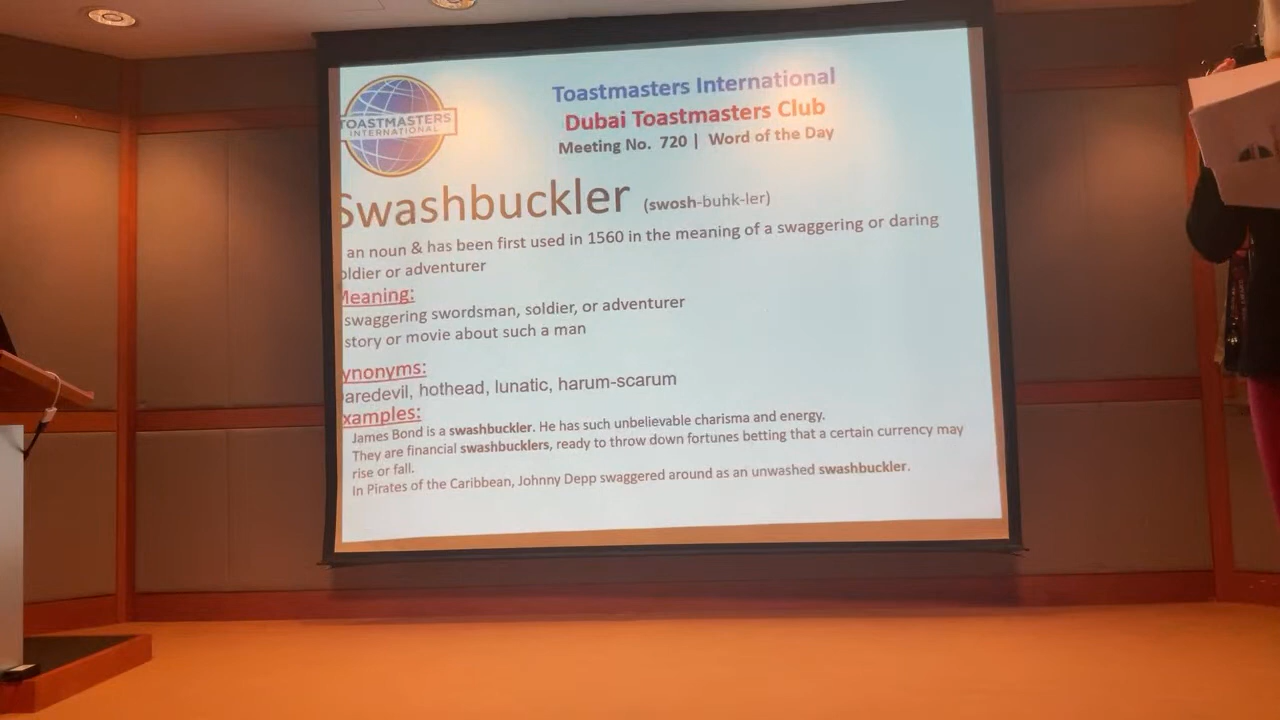 TOASTMASTERS
INTERNATIONAL
Toastmasters International
Dubai Toastmasters Club
Meeting No. 720 | Word of the Day
Swashbuckler (swosh-buhk-ler)
an noun & has been first used in 1560 in the meaning of a swaggering or daring
oldier or adventurer
Meaning:
swaggering swordsman, soldier, or adventurer
story or movie about such a man
ynonyms:
aredevil, hothead, lunatic, harum-scarum
xamples:
James Bond is a swashbuckler. He has such unbelievable charisma and energy.
They are financial swashbucklers, ready to throw down fortunes betting that a certain currency may
rise or fall.
In Pirates of the Caribbean, Johnny Depp swaggered around as an unwashed swashbuckler.